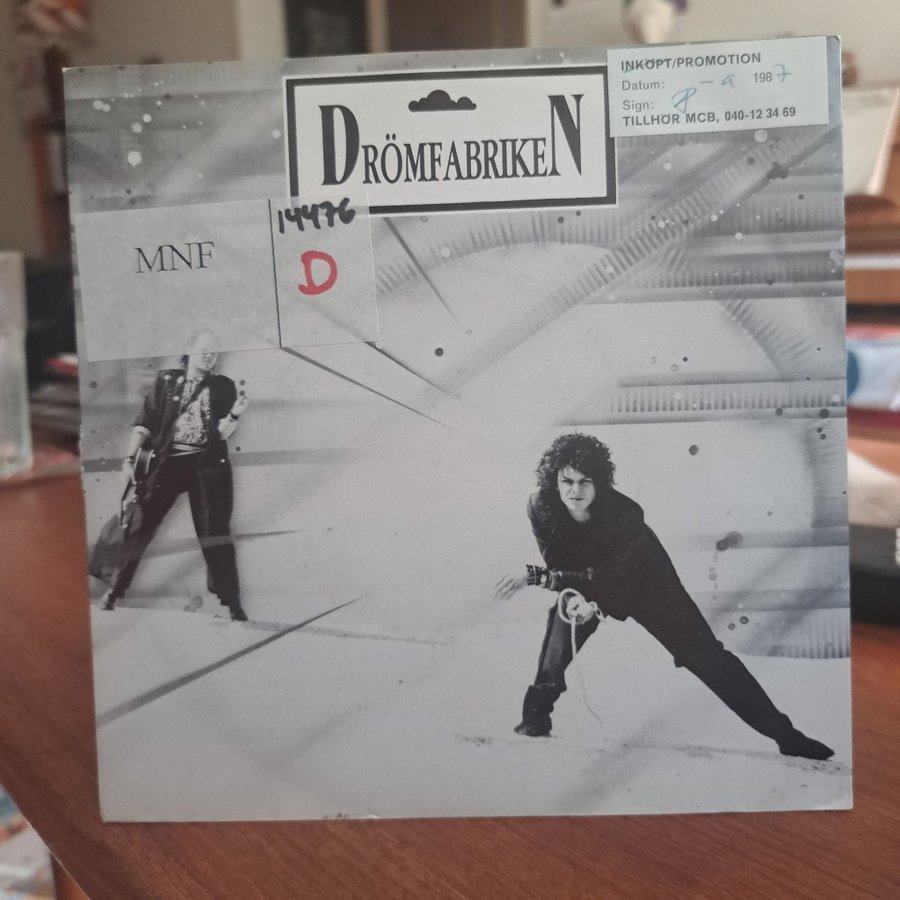 DRÖMFABRIKEN
INKÖPT/PROMOTION
Datum: 1987
Sign:
TILLHÖR MCB, 040-12 34 69
14476
MNF
D